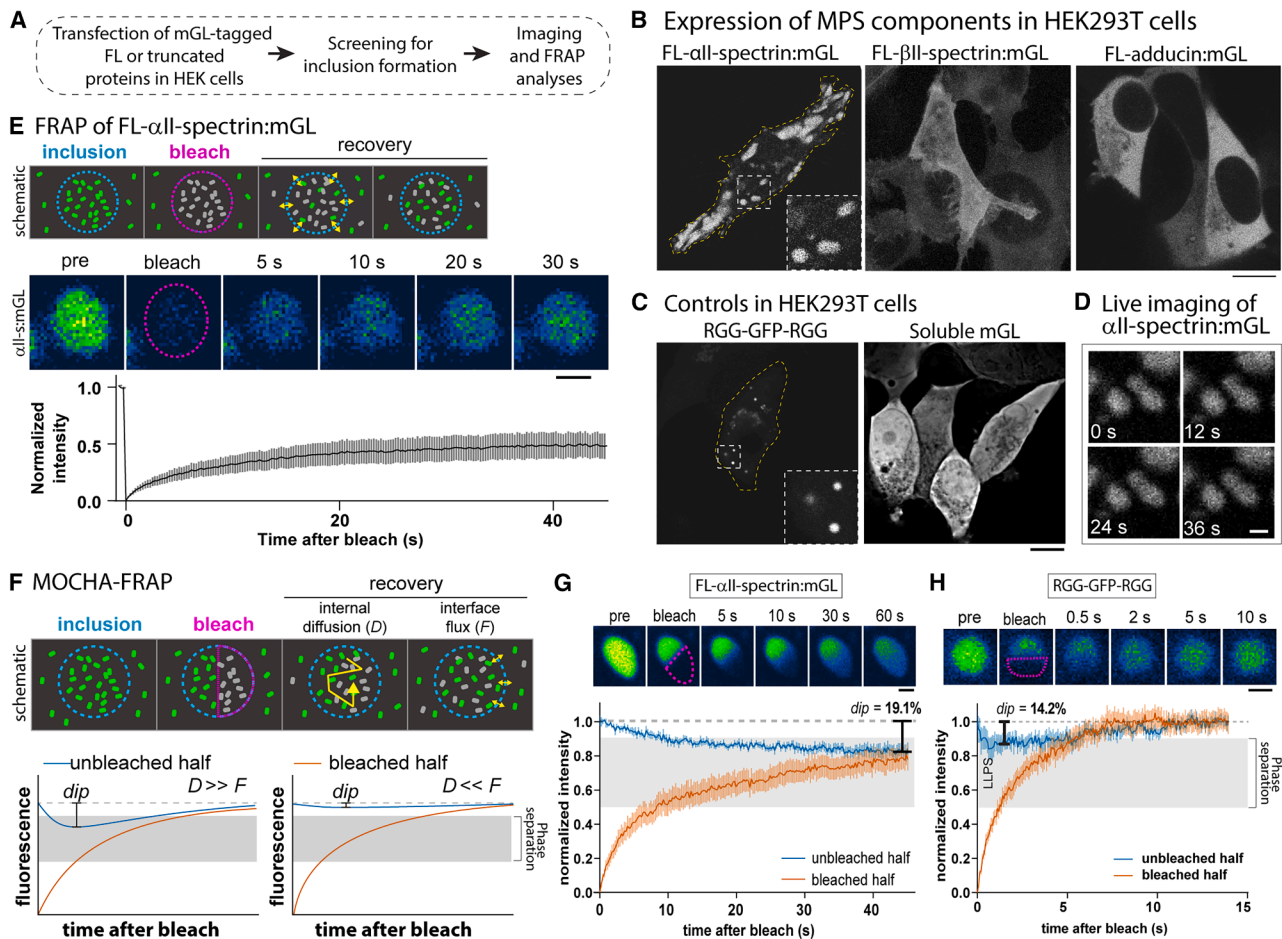 A
Transfection of mGL-tagged
FL or truncated
proteins in HEK cells
Screening for
inclusion formation
Imaging
and FRAP
analyses
B Expression of MPS components in HEK293T cells
FL-αII-spectrin:mGL
FL-βII-spectrin:mGL
FL-adducin:mGL
C Controls in HEK293T cells
RGG-GFP-RGG
Soluble mGL
D Live imaging of
αII-spectrin:mGL
0 s
12 s
24 s
36 s
E FRAP of FL-αII-spectrin:mGL
inclusion
bleach
recovery
schematic
pre
bleach
5 s
10 s
20 s
30 s
αII-s:mGL
Normalized
intensity
1.0
0.5
0.0
0
20
40
Time after bleach (s)
F MOCHA-FRAP
recovery
inclusion
bleach
internal
diffusion (D)
interface
flux (F)
schematic
unbleached half
bleached half
dip
D >> F
dip
D << F
Phase
separation
fluorescence
fluorescence
time after bleach
time after bleach
G
FL-αII-spectrin:mGL
pre
bleach
5 s
10 s
30 s
60 s
dip = 19.1%
normalized intensity
1.0
0.8
0.6
0.4
0.2
0.0
unbleached half
bleached half
0
10
20
30
40
time after bleach (s)
H
RGG-GFP-RGG
pre
bleach
0.5 s
2 s
5 s
10 s
dip = 14.2%
LLPS
Phase
separation
normalized intensity
1.0
0.8
0.6
0.4
0.2
0.0
unbleached half
bleached half
0
5
10
15
time after bleach (s)